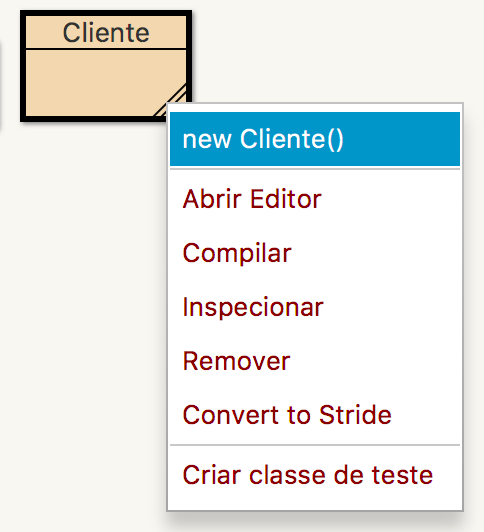 Cliente
new Cliente()
Abrir Editor
Compilar
Inspecionar
Remover
Convert to Stride
Criar classe de teste